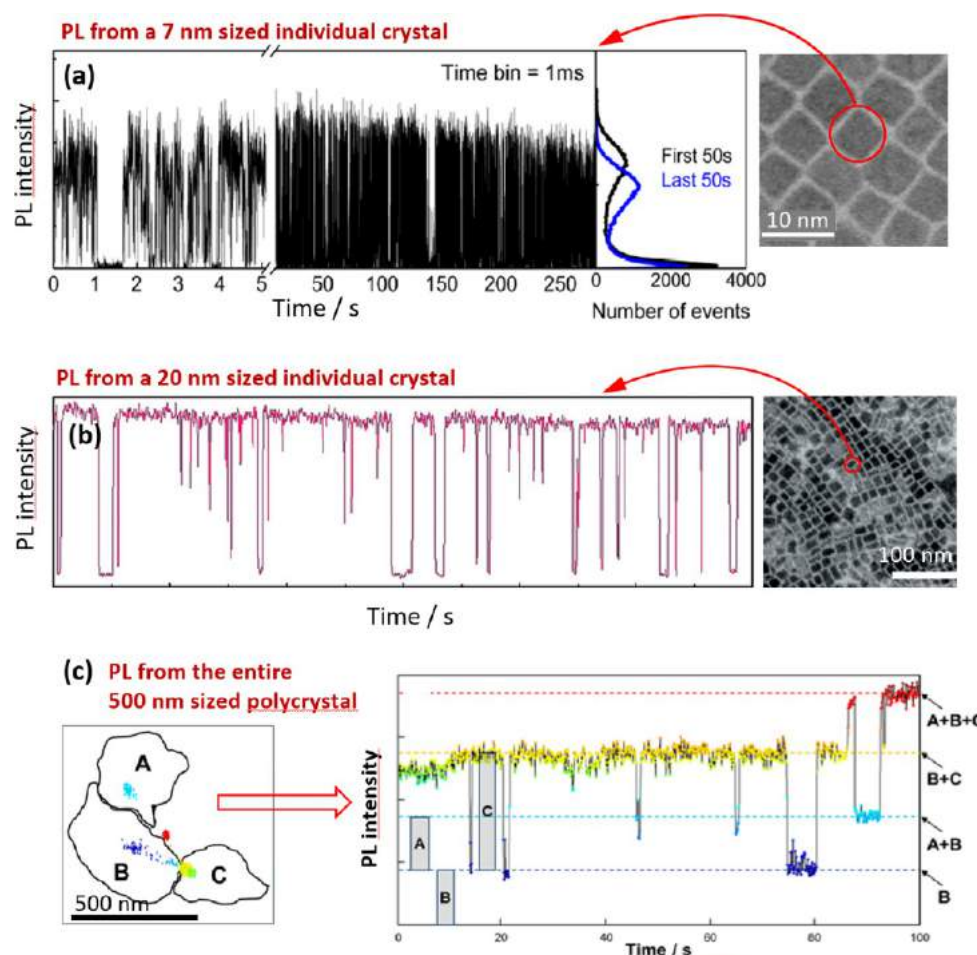 PL from a 7 nm sized individual crystal
(a)
Time bin = 1ms
PL intensity
First 50s
Last 50s
10 nm
0 1 2 3 4 5 50 100 150 200 250 0 2000 4000
Time / s
Number of events
PL from a 20 nm sized individual crystal
(b)
PL intensity
100 nm
Time / s
(c) PL from the entire
500 nm sized polycrystal
A
B
C
500 nm
PL intensity
A
B
C
A+B+C
B+C
A+B
B
0 20 40 60 80 100
Time / s